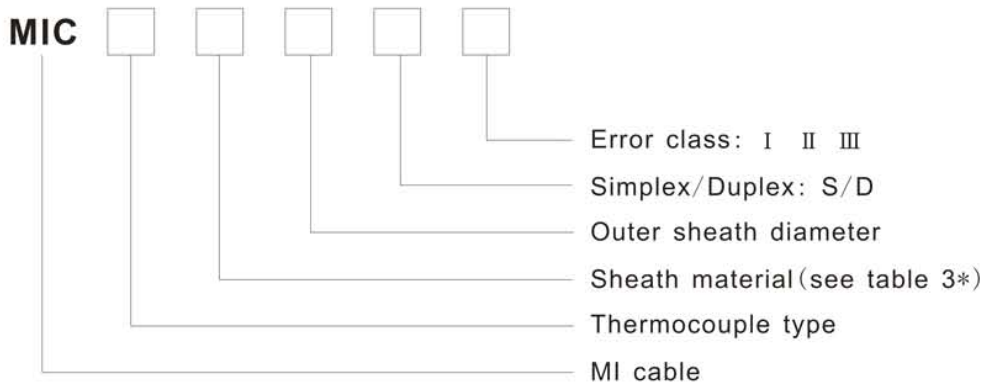 MIC
Error class: Ⅰ Ⅱ Ⅲ
Simplex/Duplex: S/D
Outer sheath diameter
Sheath material(see table 3*)
Thermocouple type
MI cable